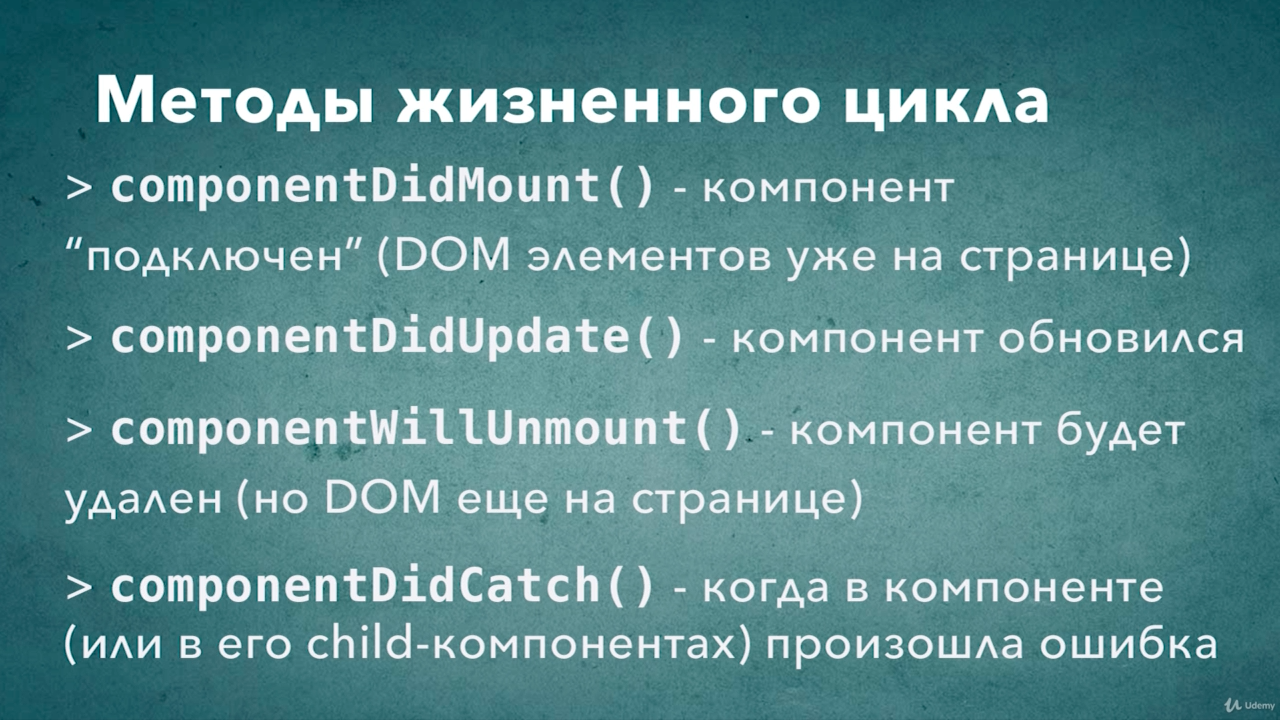 Методы жизненного цикла
> componentDidMount() - компонент
“подключен” (DOM элементов уже на странице)
> componentDidUpdate() - компонент обновился
> componentWillUnmount() - компонент будет
удален (но DOM еще на странице)
> componentDidCatch() - когда в компоненте
(или в его child-компонентах) произошла ошибка
Udemy